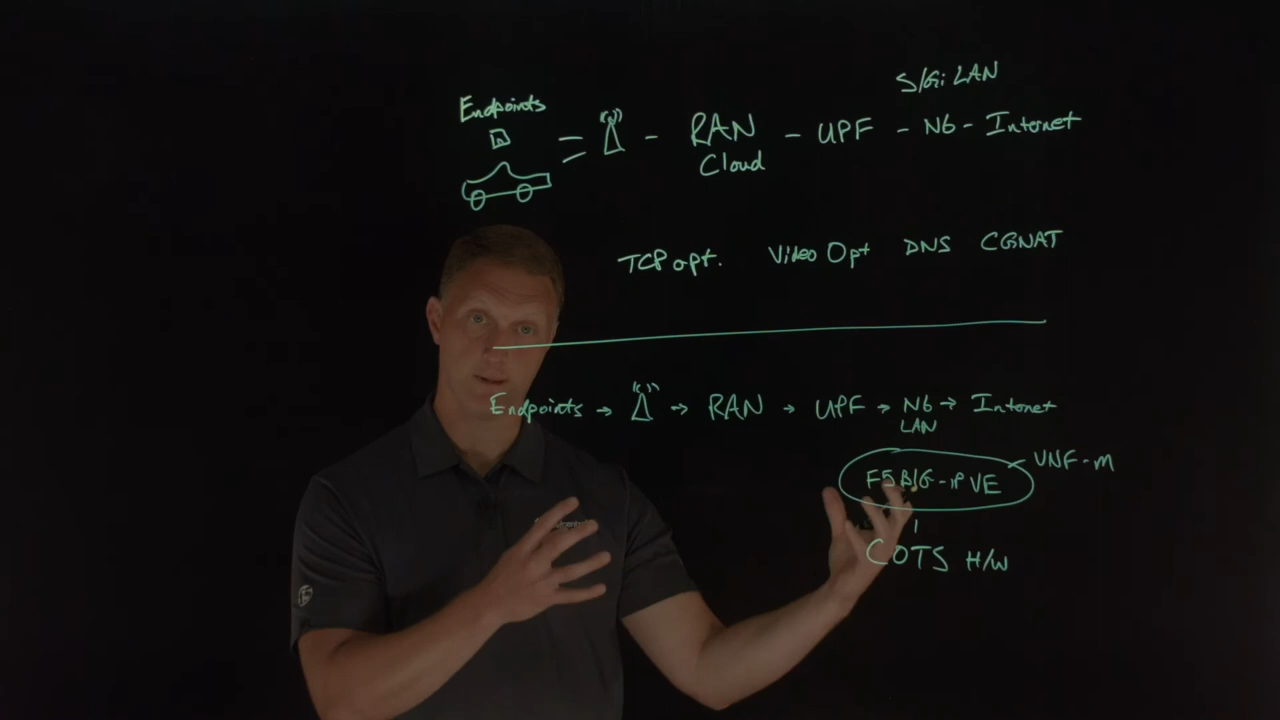 S/Gi LAN
Endpoints
RAN - UPF - N6 - Internet
Cloud
TCP opt. Video Opt DNS CGNAT
Endpoints → → RAN → UPF → N6 → Internet
LAN
F5 BIG-IP VE
VNF-M
COTS H/W